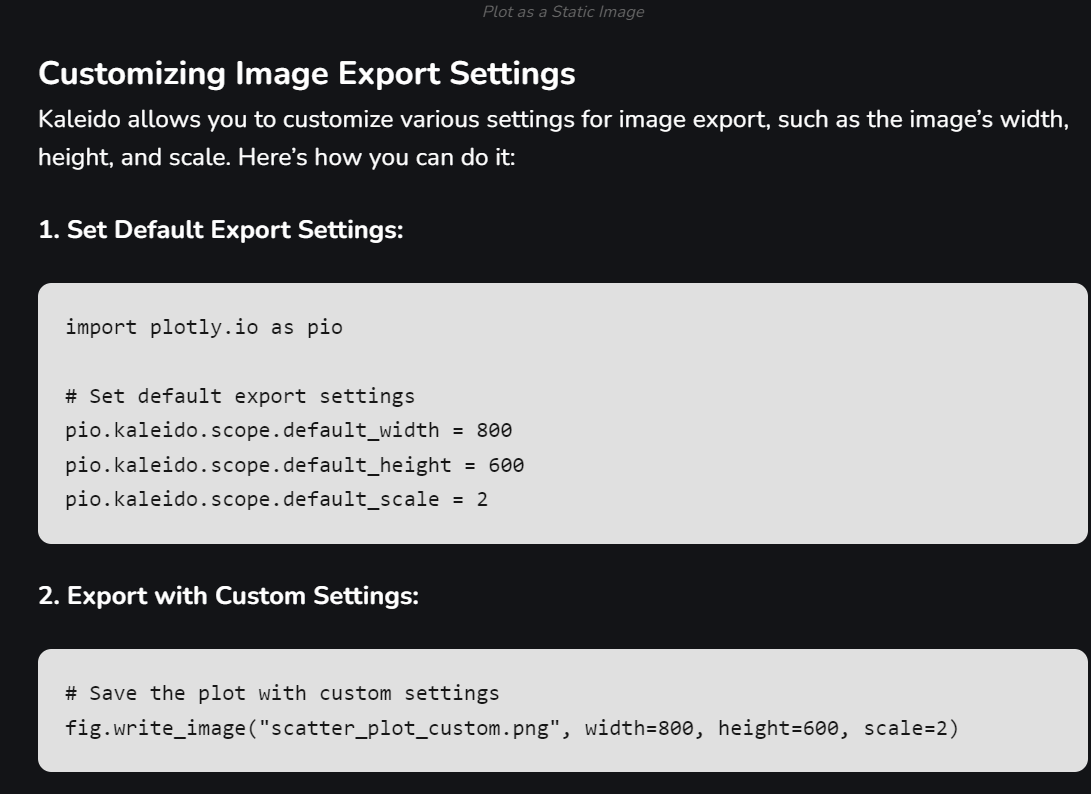 Plot as a Static Image
Customizing Image Export Settings
Kaleido allows you to customize various settings for image export, such as the image’s width,
height, and scale. Here’s how you can do it:
1. Set Default Export Settings:
import plotly.io as pio
# Set default export settings
pio.kaleido.scope.default_width = 800
pio.kaleido.scope.default_height = 600
pio.kaleido.scope.default_scale = 2
2. Export with Custom Settings:
# Save the plot with custom settings
fig.write_image("scatter_plot_custom.png", width=800, height=600, scale=2)